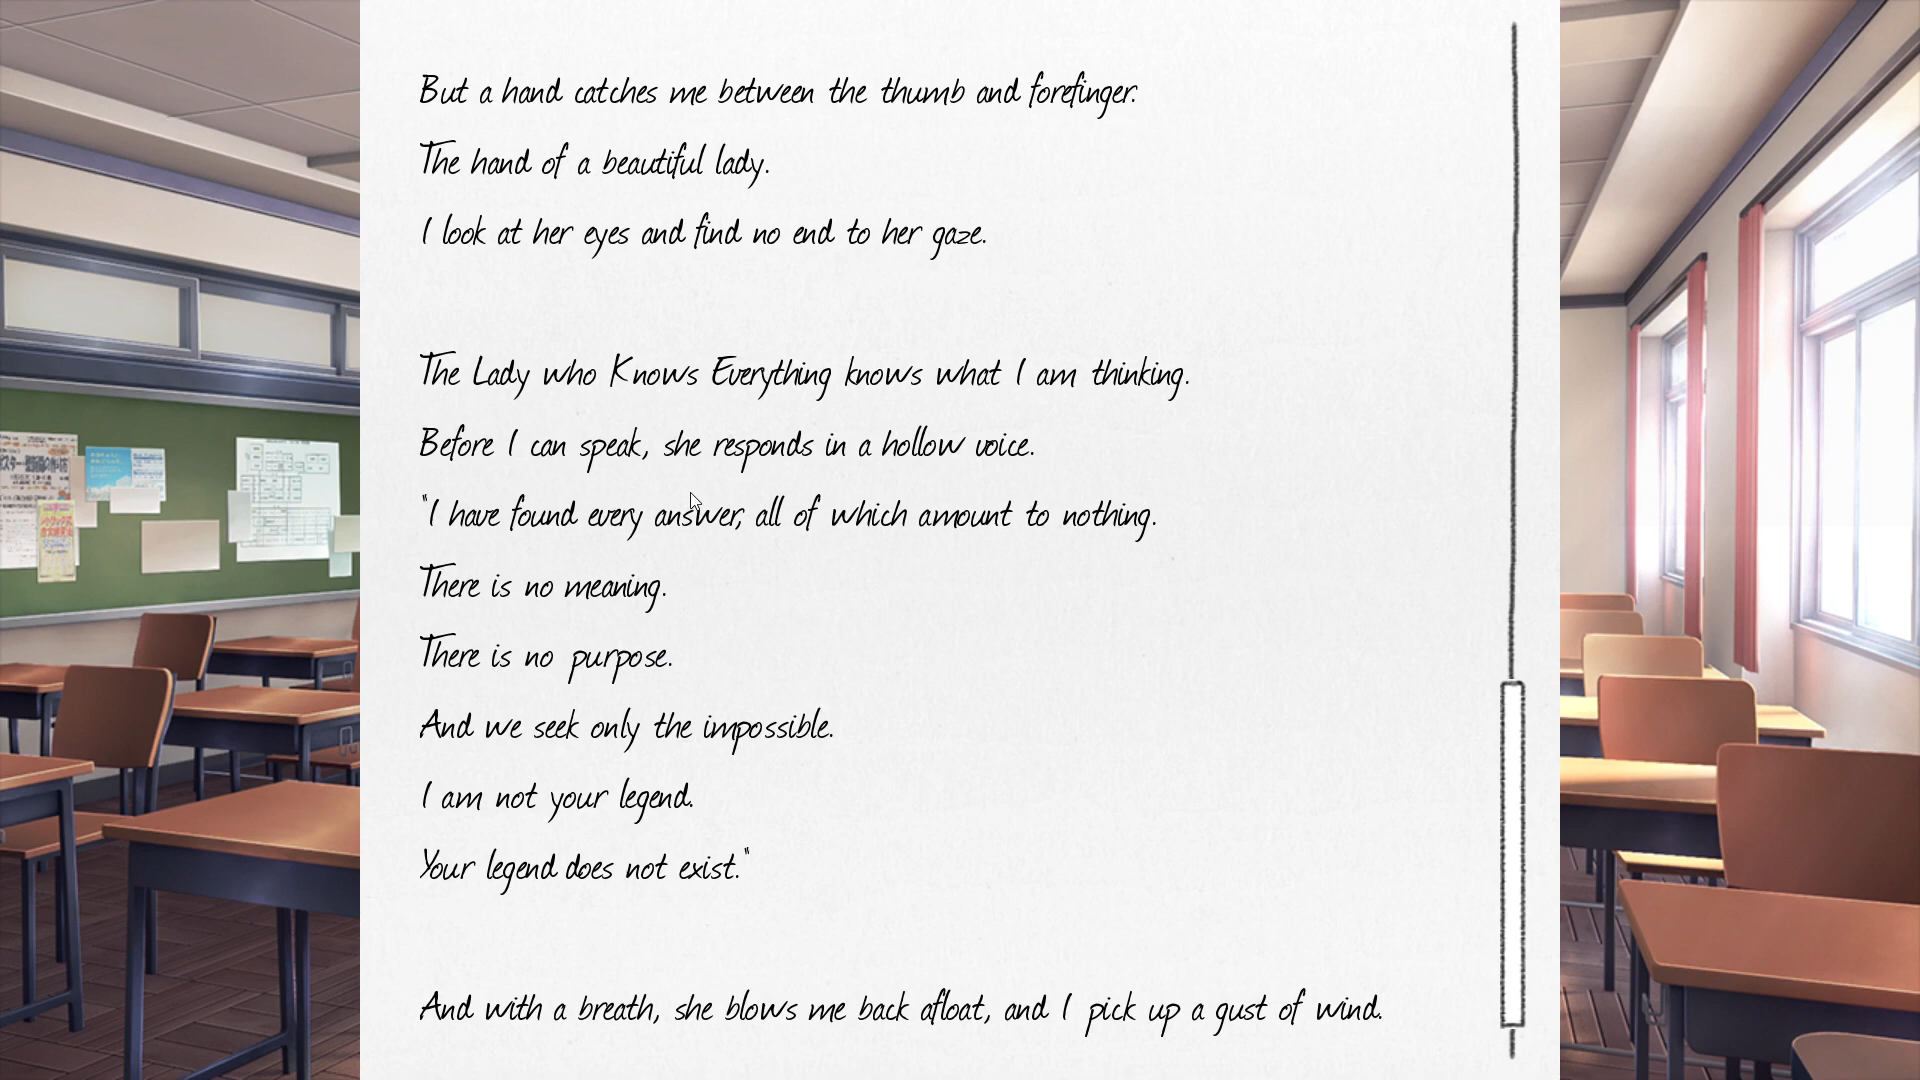 But a hand catches me between the thumb and forefinger.
The hand of a beautiful lady.
I look at her eyes and find no end to her gaze.
The Lady who Knows Everything knows what I am thinking.
Before I can speak, she responds in a hollow voice.
"I have found every answer, all of which amount to nothing.
There is no meaning.
There is no purpose.
And we seek only the impossible.
I am not your legend.
Your legend does not exist."
And with a breath, she blows me back afloat, and I pick up a gust of wind.